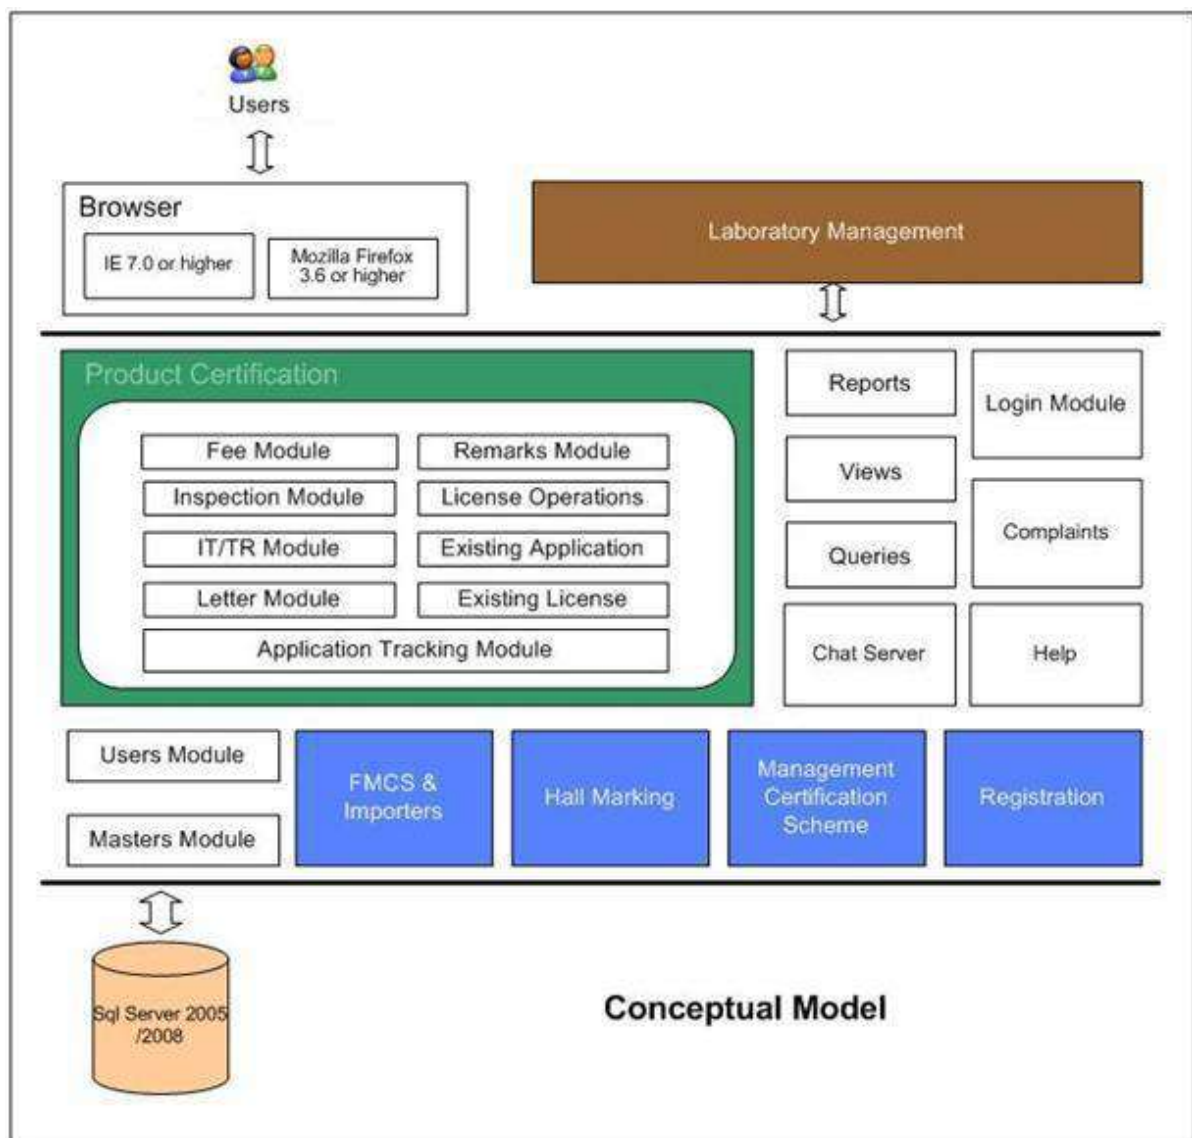 Users
Browser
IE 7.0 or higher
Mozilla Firefox
3.6 or higher
Laboratory Management
Product Certification
Fee Module
Remarks Module
Inspection Module
License Operations
IT/TR Module
Existing Application
Letter Module
Existing License
Application Tracking Module
Reports
Login Module
Views
Complaints
Queries
Chat Server
Help
Users Module
Masters Module
FMCS &
Importers
Hall Marking
Management
Certification
Scheme
Registration
Sql Server 2005
/2008
Conceptual Model